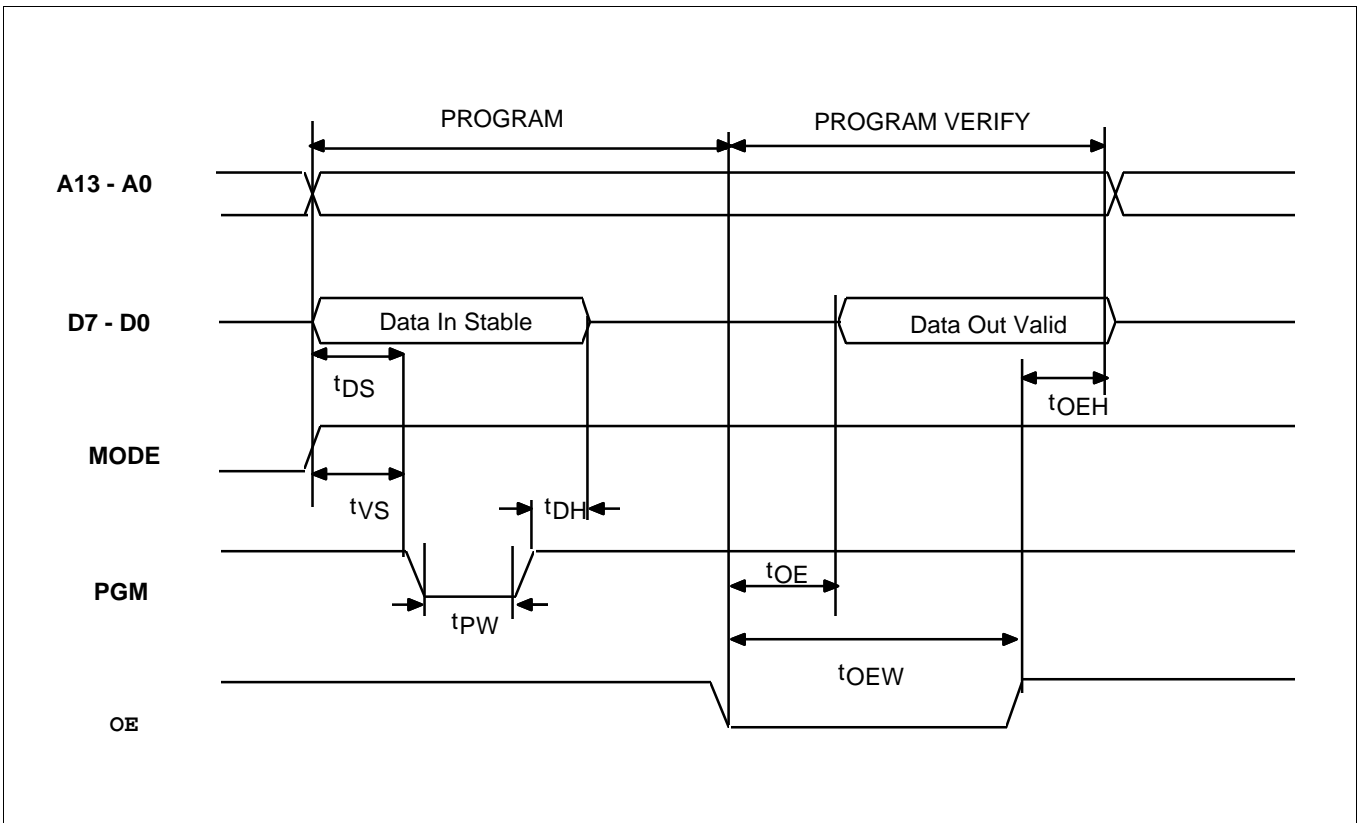 PROGRAM
PROGRAM VERIFY
A13 - A0
D7 - D0
Data In Stable
Data Out Valid
tDS
tOEH
MODE
tVS
tDH
PGM
tOE
tPW
tOEW
OE